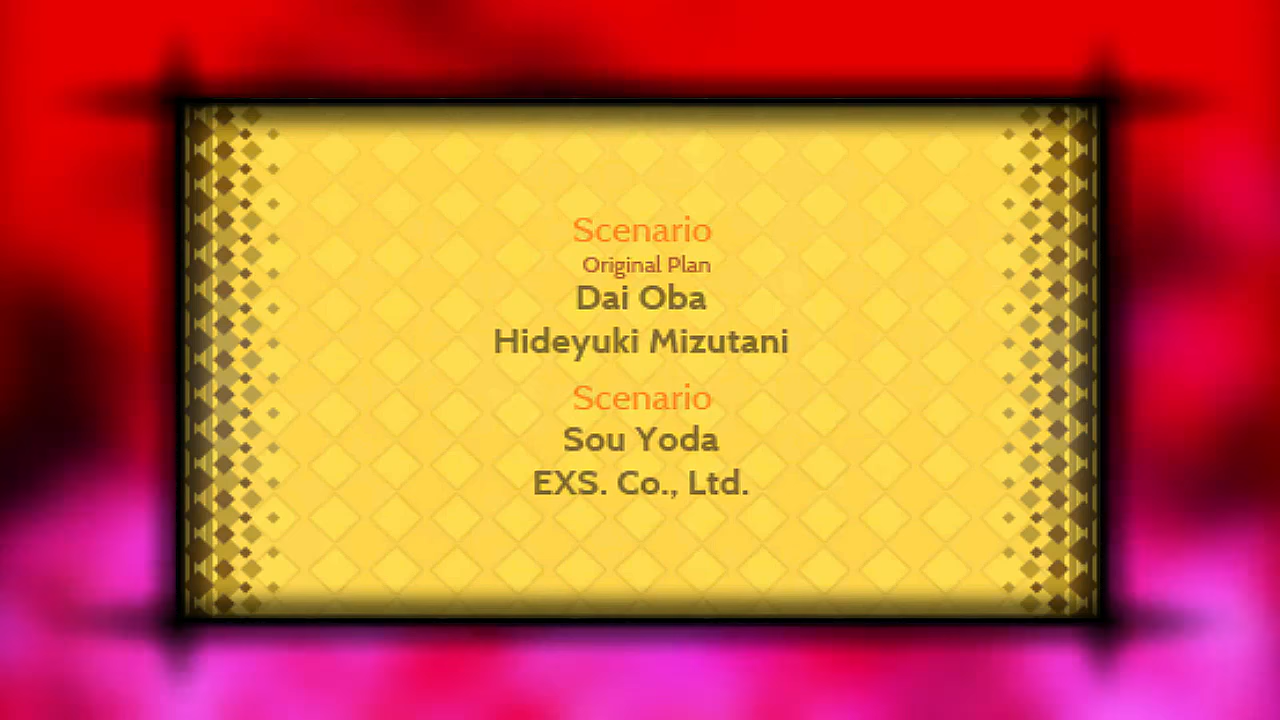 Scenario
Original Plan
Dai Oba
Hideyuki Mizutani
Scenario
Sou Yoda
EXS. Co., Ltd.